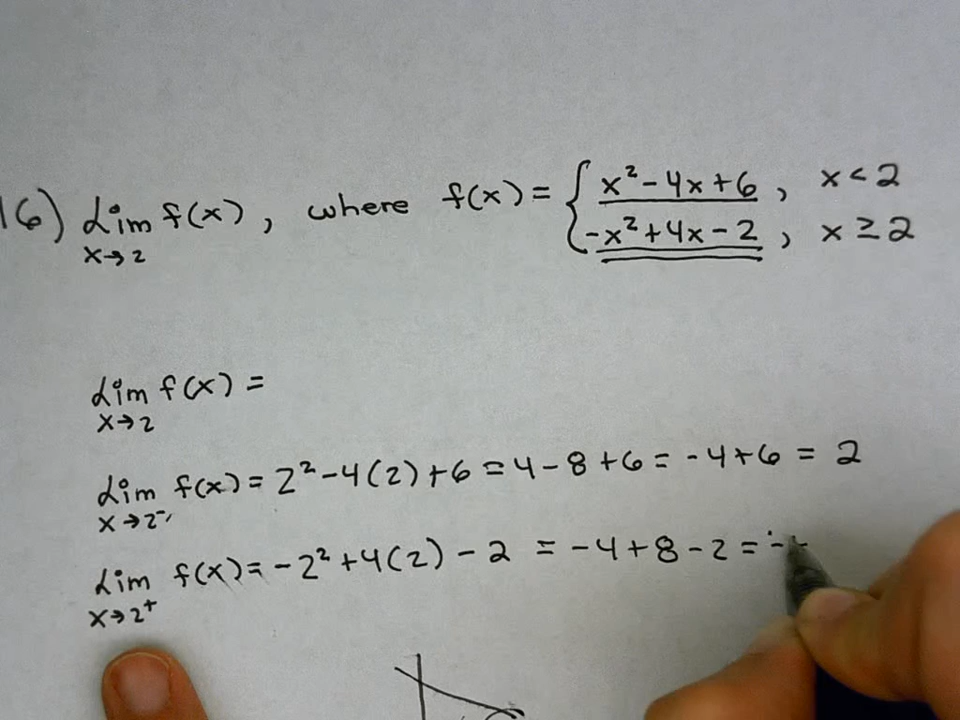 16) Lim f(x), where f(x) = { x² - 4x + 6, x < 2
x→2 -x² + 4x - 2, x ≥ 2
Lim f(x) =
x→2
Lim f(x) = 2² - 4(2) + 6 = 4 - 8 + 6 = -4 + 6 = 2
x→2⁻
Lim f(x) = -2² + 4(2) - 2 = -4 + 8 - 2 =
x→2⁺